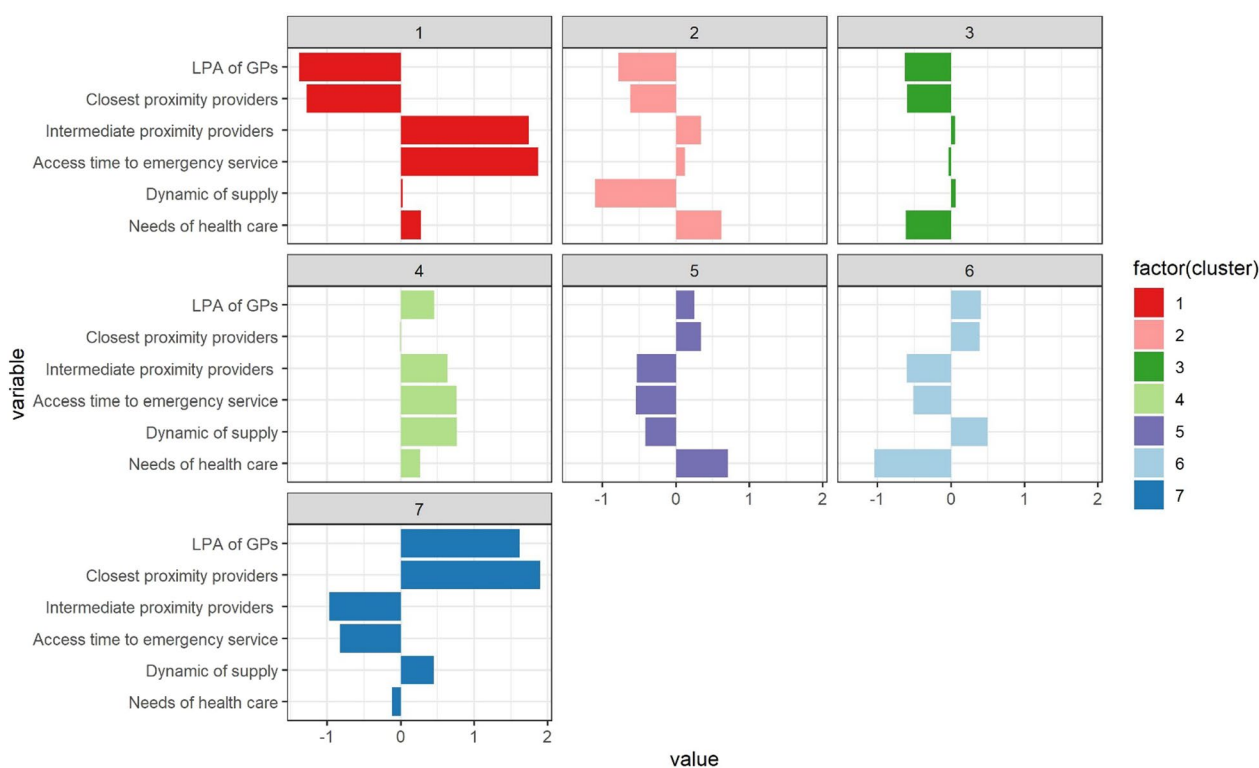 1
2
3
LPA of GPs
Closest proximity providers
Intermediate proximity providers
Access time to emergency service
Dynamic of supply
Needs of health care
4
5
6
LPA of GPs
Closest proximity providers
Intermediate proximity providers
Access time to emergency service
Dynamic of supply
Needs of health care
-1 0 1 2
-1 0 1 2
7
LPA of GPs
Closest proximity providers
Intermediate proximity providers
Access time to emergency service
Dynamic of supply
Needs of health care
-1 0 1 2
value
variable
factor(cluster)
1
2
3
4
5
6
7